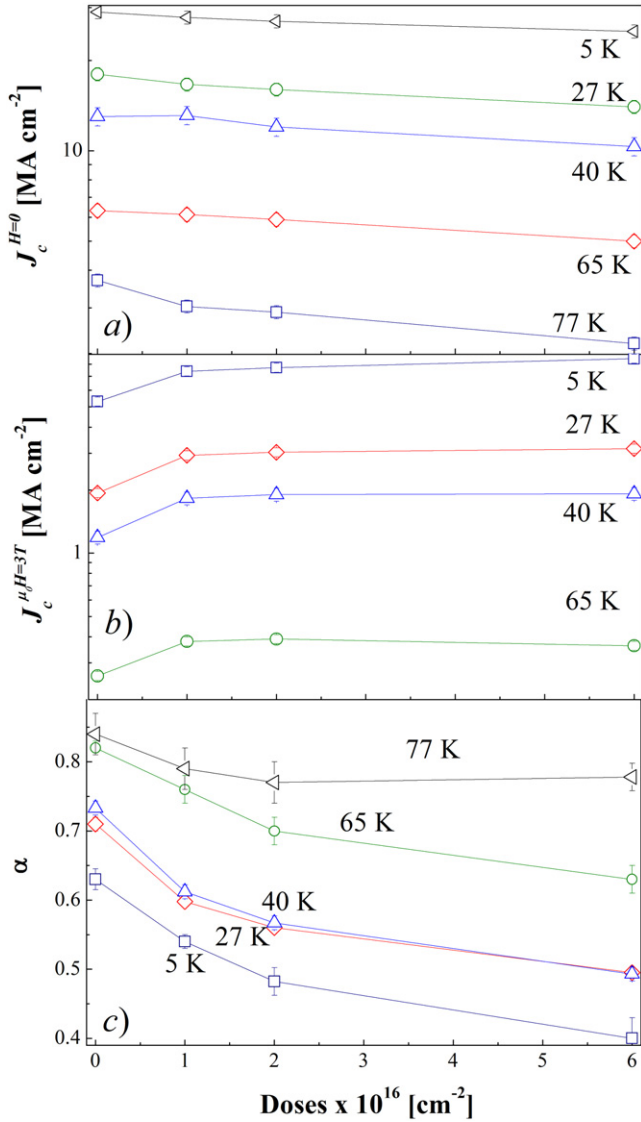 J_c^{H=0} [MA cm^{-2}]
10
5 K
27 K
40 K
65 K
77 K
a)
J_c^{μ_0H=3T} [MA cm^{-2}]
1
5 K
27 K
40 K
65 K
b)
α
0.8
0.7
0.6
0.5
0.4
77 K
65 K
40 K
27 K
5 K
c)
0 1 2 3 4 5 6
Doses x 10^{16} [cm^{-2}]